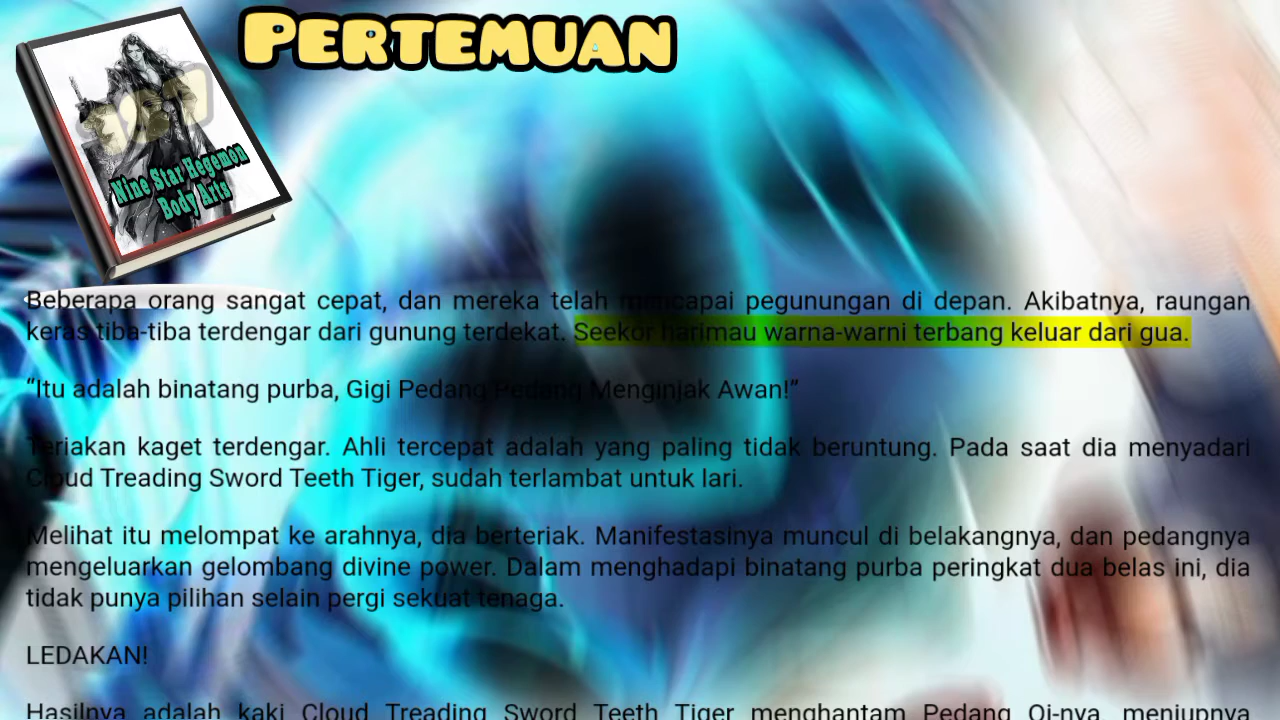 PERTEMUAN
Nine Star Hegemon
Body Arts
Beberapa orang sangat cepat, dan mereka telah mencapai pegunungan di depan. Akibatnya, raungan
keras tiba-tiba terdengar dari gunung terdekat. Seekor harimau warna-warni terbang keluar dari gua.
“Itu adalah binatang purba, Gigi Pedang Pedang Menginjak Awan!”
Teriakan kaget terdengar. Ahli tercepat adalah yang paling tidak beruntung. Pada saat dia menyadari
Cloud Treading Sword Teeth Tiger, sudah terlambat untuk lari.
Melihat itu melompat ke arahnya, dia berteriak. Manifestasinya muncul di belakangnya, dan pedangnya
mengeluarkan gelombang divine power. Dalam menghadapi binatang purba peringkat dua belas ini, dia
tidak punya pilihan selain pergi sekuat tenaga.
LEDAKAN!
Hasilnya adalah kaki Cloud Treading Sword Teeth Tiger menghantam Pedang Qi-nya, meniupnya